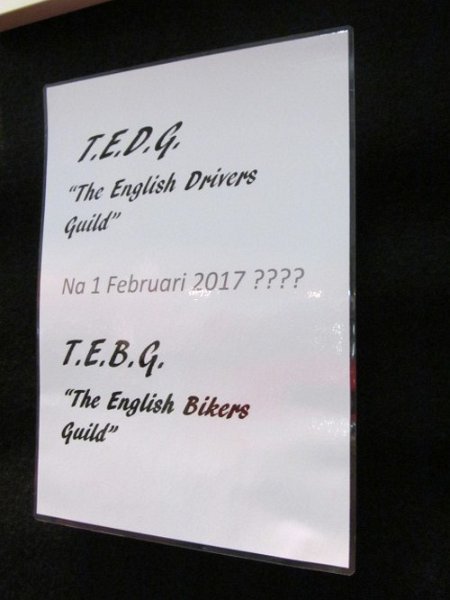 T.E.D.G.
"The English Drivers
Guild"
Na 1 Februari 2017 ????
T.E.B.G.
"The English Bikers
Guild"